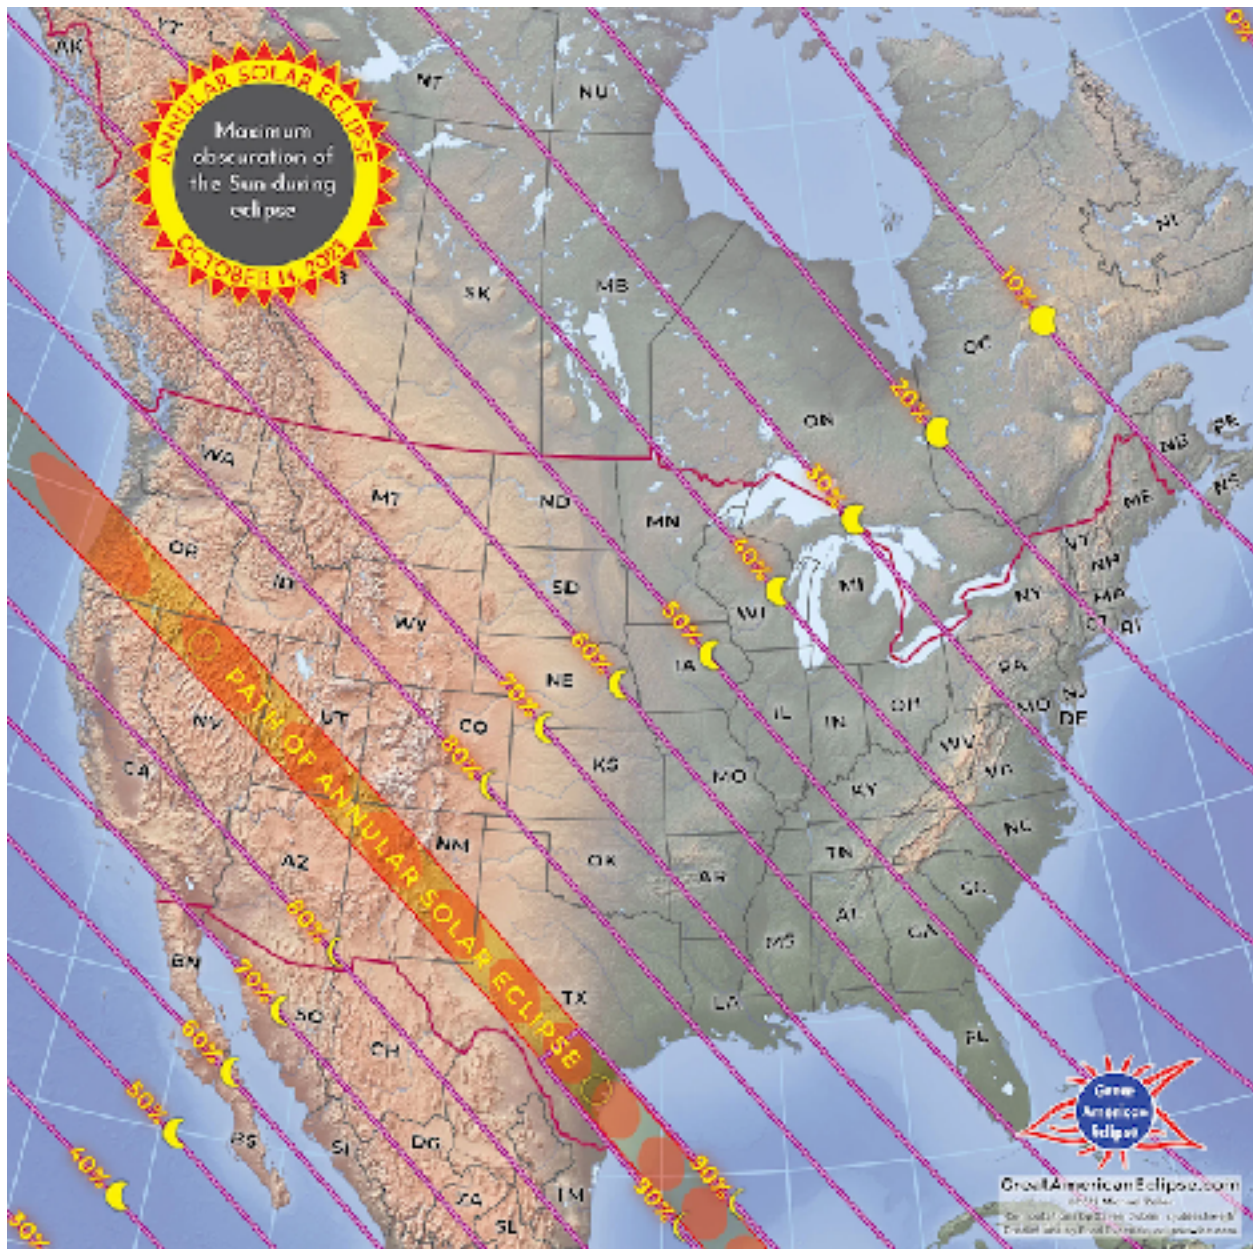 ANNULAR SOLAR ECLIPSE
Maximum
obscuration of
the Sun during
eclipse
OCTOBER 14, 2023
0%
AK
YT
NT
NU
SK
MB
NL
10%
QC
20%
ON
30%
NB
PE
NS
ME
WA
MT
ND
MN
40%
OR
ID
SD
WI
MI
VT
NH
NY
MA
CT
RI
WY
50%
60%
IA
NE
PA
70%
PATH OF ANNULAR SOLAR ECLIPSE
NV
UT
CO
IL
IN
OH
MD
NJ
DE
80%
WV
CA
KS
MO
VA
KY
NM
NC
AZ
OK
TN
AR
SC
80%
AL
GA
MS
BN
70%
SO
TX
LA
60%
CH
FL
50%
BS
SI
DG
40%
ZA
TM
90%
90%
SL
30%
Great
American
Eclipse
GreatAmericanEclipse.com